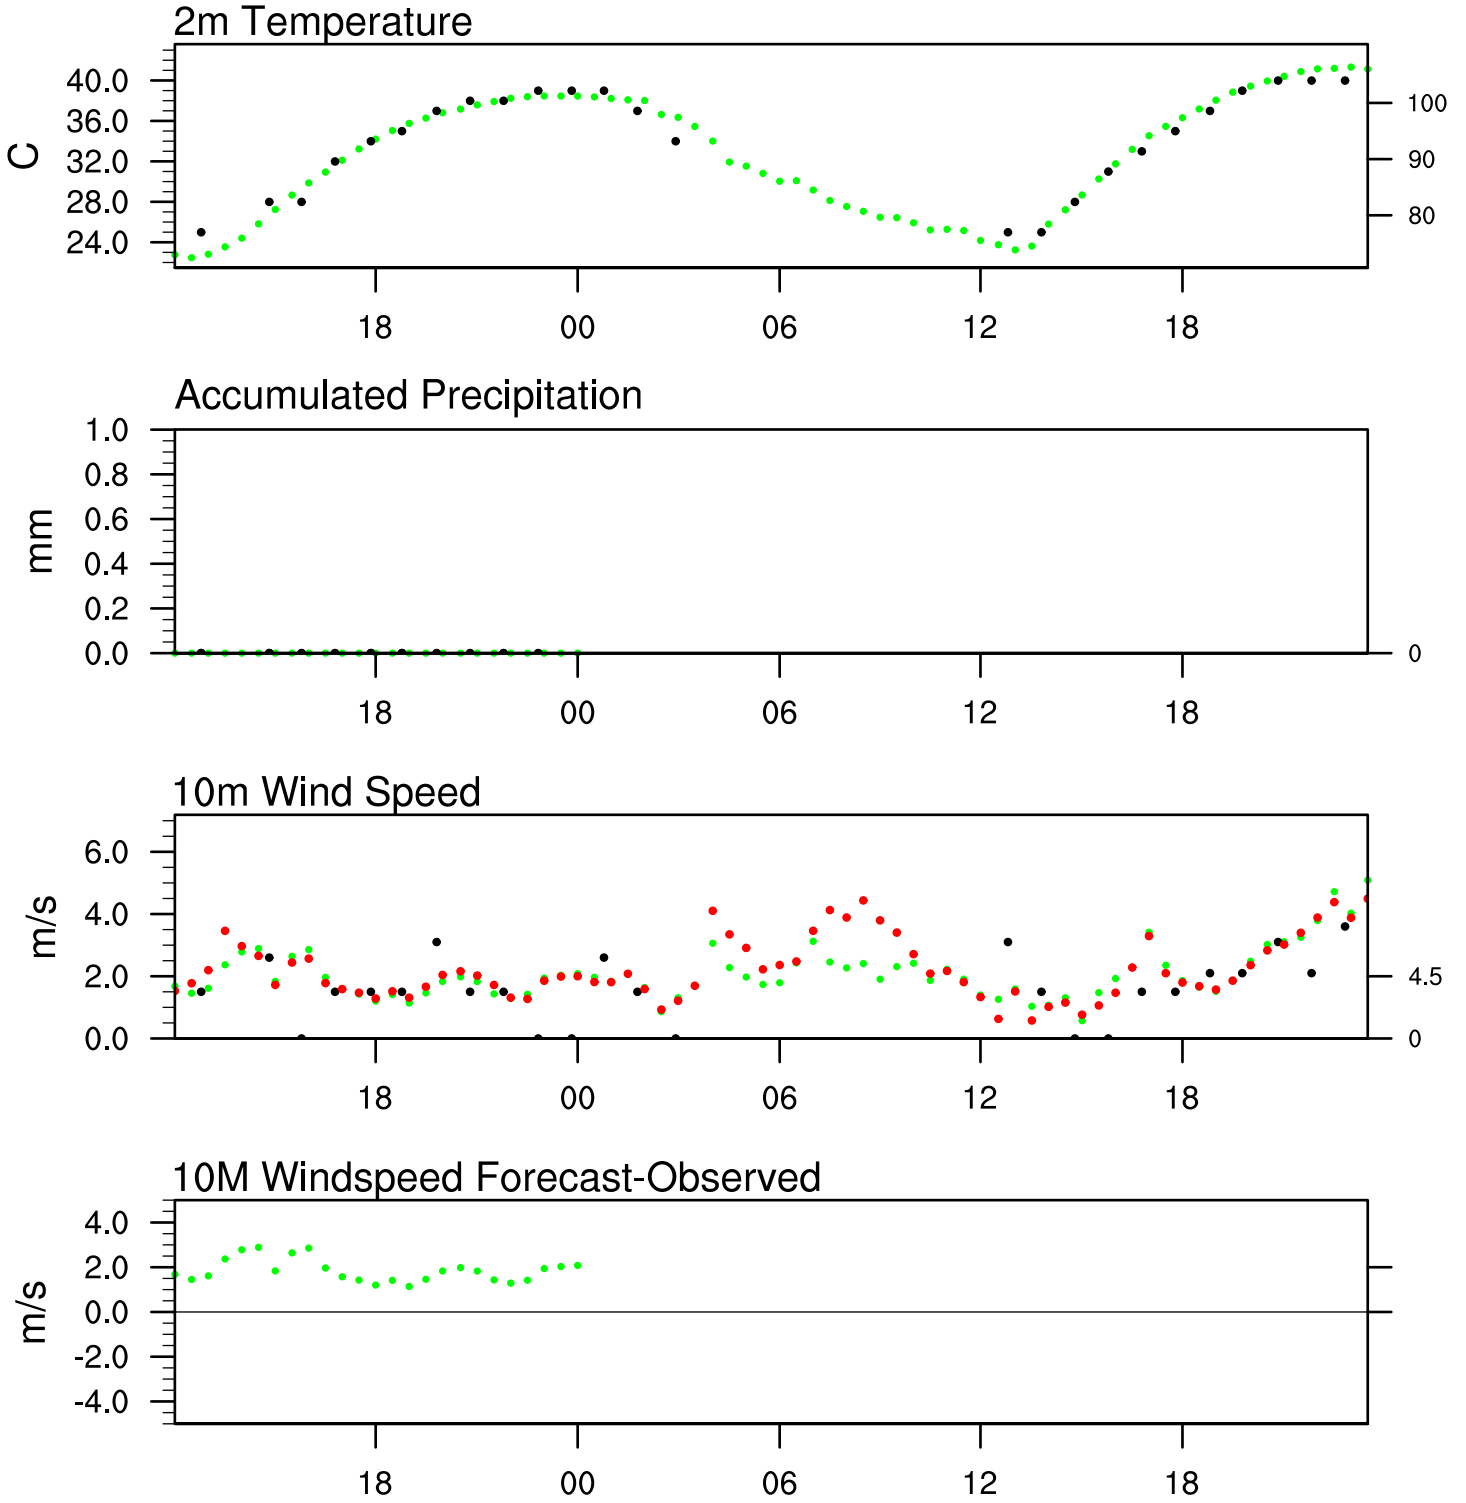 2m Temperature
40.0
36.0
32.0
28.0
24.0
C
100
90
80
18 00 06 12 18
Accumulated Precipitation
1.0
0.8
0.6
0.4
0.2
0.0
mm
0
18 00 06 12 18
10m Wind Speed
6.0
4.0
2.0
0.0
m/s
4.5
0
18 00 06 12 18
10M Windspeed Forecast-Observed
4.0
2.0
0.0
-2.0
-4.0
m/s
18 00 06 12 18